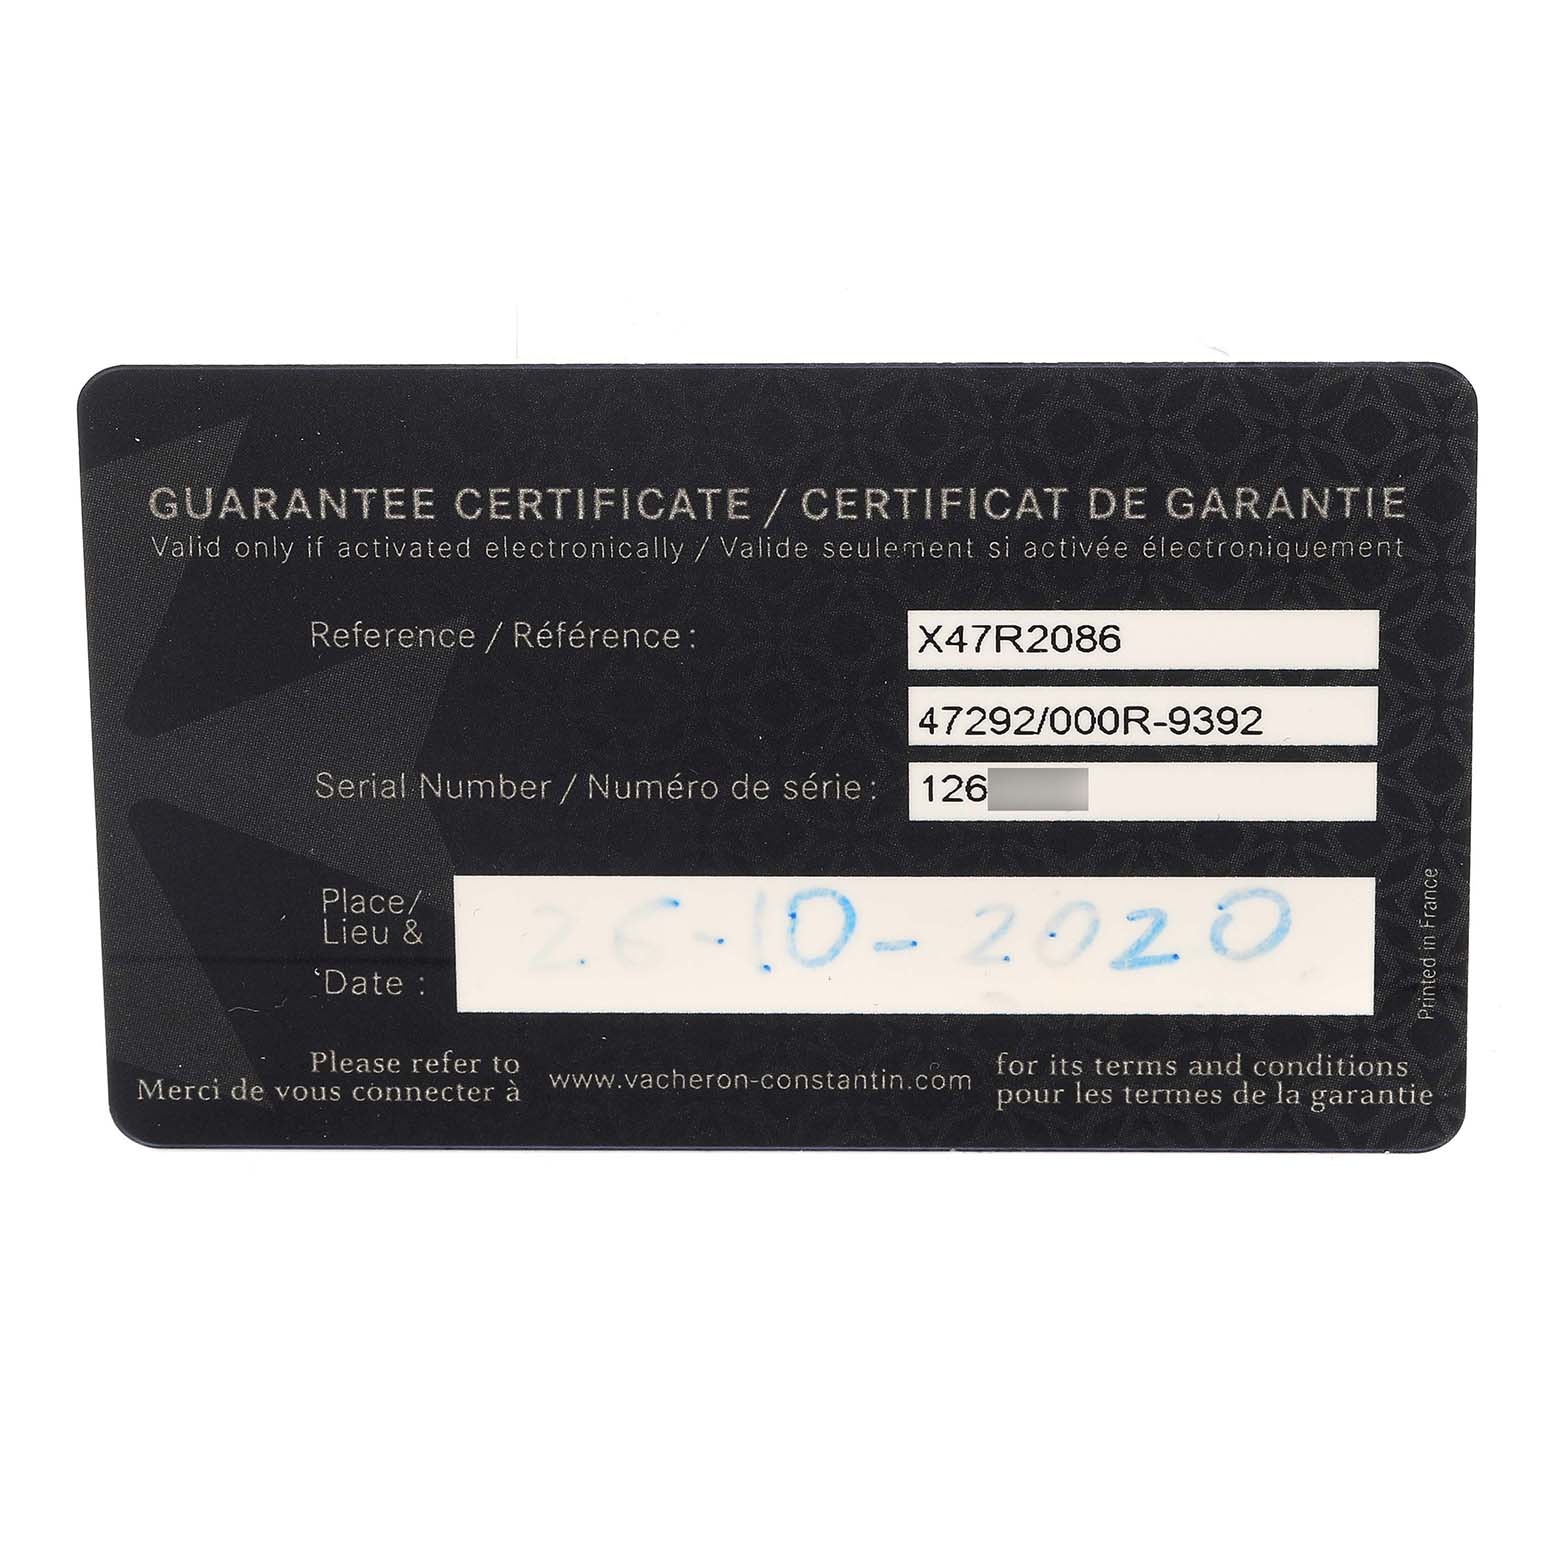 GUARANTEE CERTIFICATE / CERTIFICAT DE GARANTIE
Valid only if activated electronically / Valide seulement si activée électroniquement
Reference / Référence : X47R2086
47292/000R-9392
Serial Number / Numéro de série : 126
Place/
Lieu &
Date : 26-10-2020
Please refer to
Merci de vous connecter à
www.vacheron-constantin.com
for its terms and conditions
pour les termes de la garantie
Printed in France